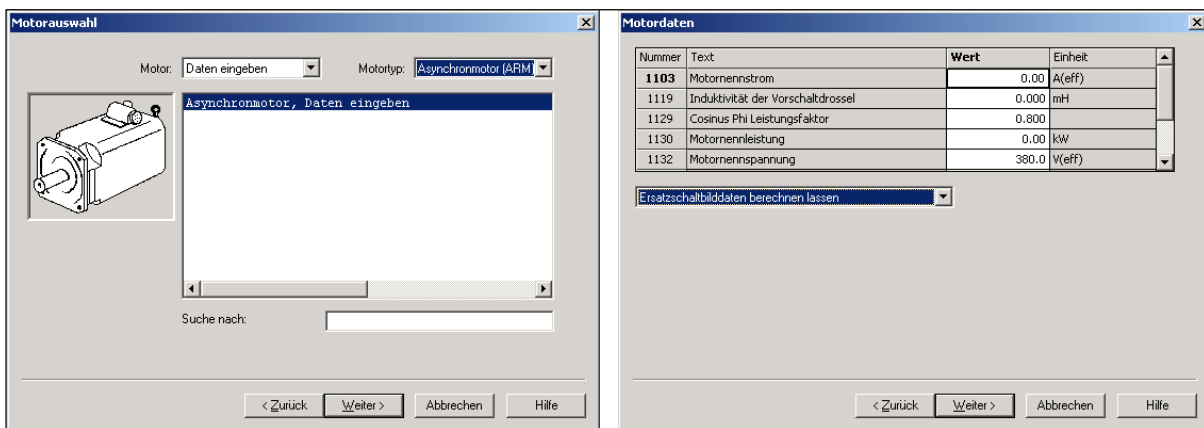 Motorauswahl
Motor: Daten eingeben Motortyp: Asynchronmotor (ARM)
Asynchronmotor, Daten eingeben
Suche nach:
< Zurück Weiter > Abbrechen Hilfe
Motordaten
Nummer Text Wert Einheit
1103 Motornennstrom 0.00 A(eff)
1119 Induktivität der Vorschaltdrossel 0.000 mH
1129 Cosinus Phi Leistungsfaktor 0.800
1130 Motornennleistung 0.00 kW
1132 Motornennspannung 380.0 V(eff)
Ersatzschaltbilddaten berechnen lassen
< Zurück Weiter > Abbrechen Hilfe